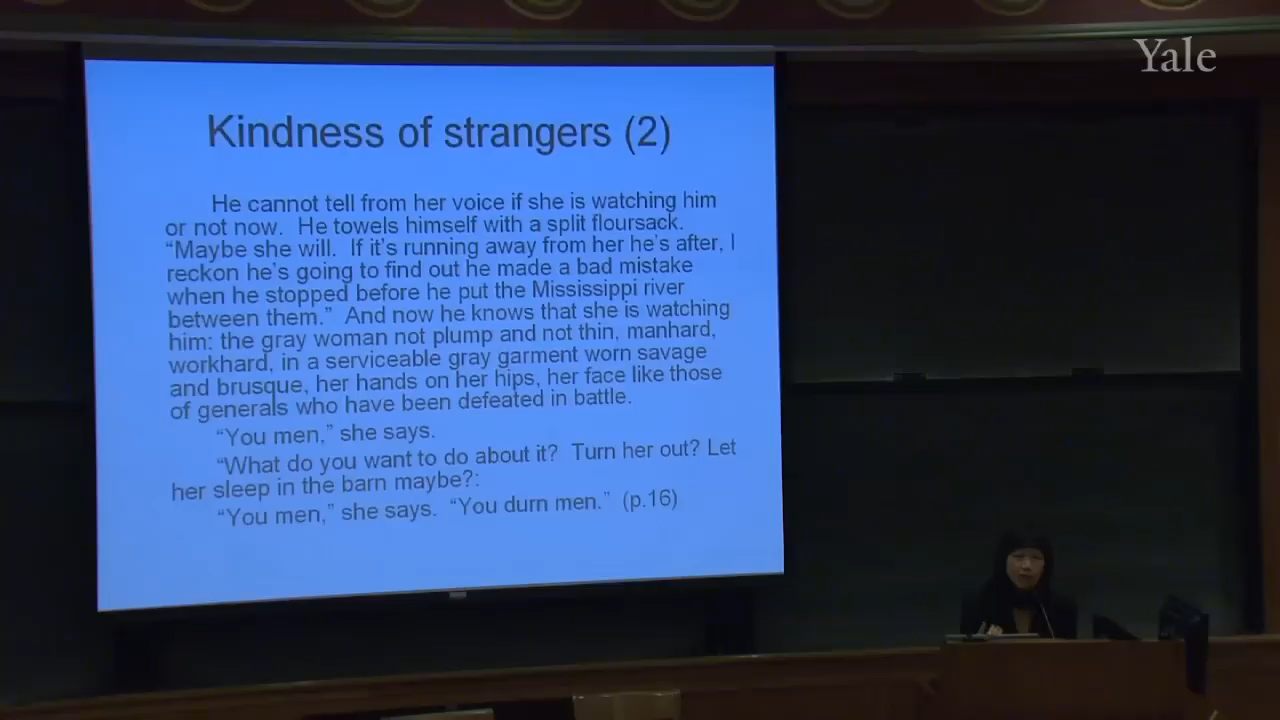 Yale
Kindness of strangers (2)
He cannot tell from her voice if she is watching him
or not now. He towels himself with a split floursack.
“Maybe she will. If it’s running away from her he’s after, I
reckon he’s going to find out he made a bad mistake
when he stopped before he put the Mississippi river
between them.” And now he knows that she is watching
him: the gray woman not plump and not thin, manhard,
workhard, in a serviceable gray garment worn savage
and brusque, her hands on her hips, her face like those
of generals who have been defeated in battle.
“You men,” she says.
“What do you want to do about it? Turn her out? Let
her sleep in the barn maybe?:
“You men,” she says. “You durn men.” (p.16)